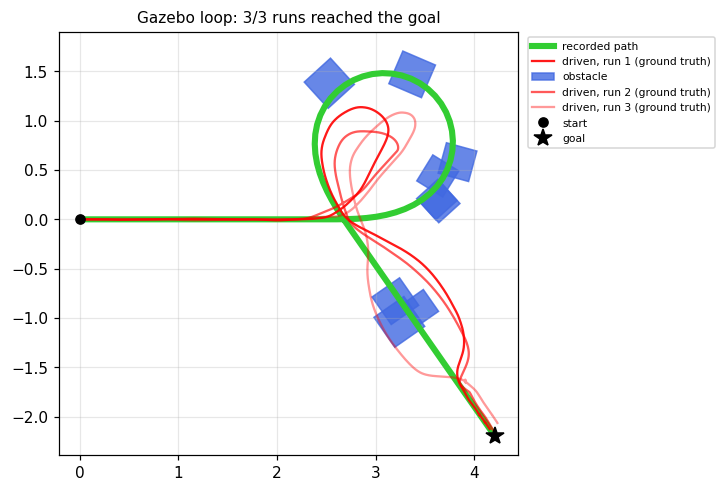 Gazebo loop: 3/3 runs reached the goal
recorded path
driven, run 1 (ground truth)
obstacle
driven, run 2 (ground truth)
driven, run 3 (ground truth)
start
goal
1.5
1.0
0.5
0.0
−0.5
−1.0
−1.5
−2.0
0
1
2
3
4